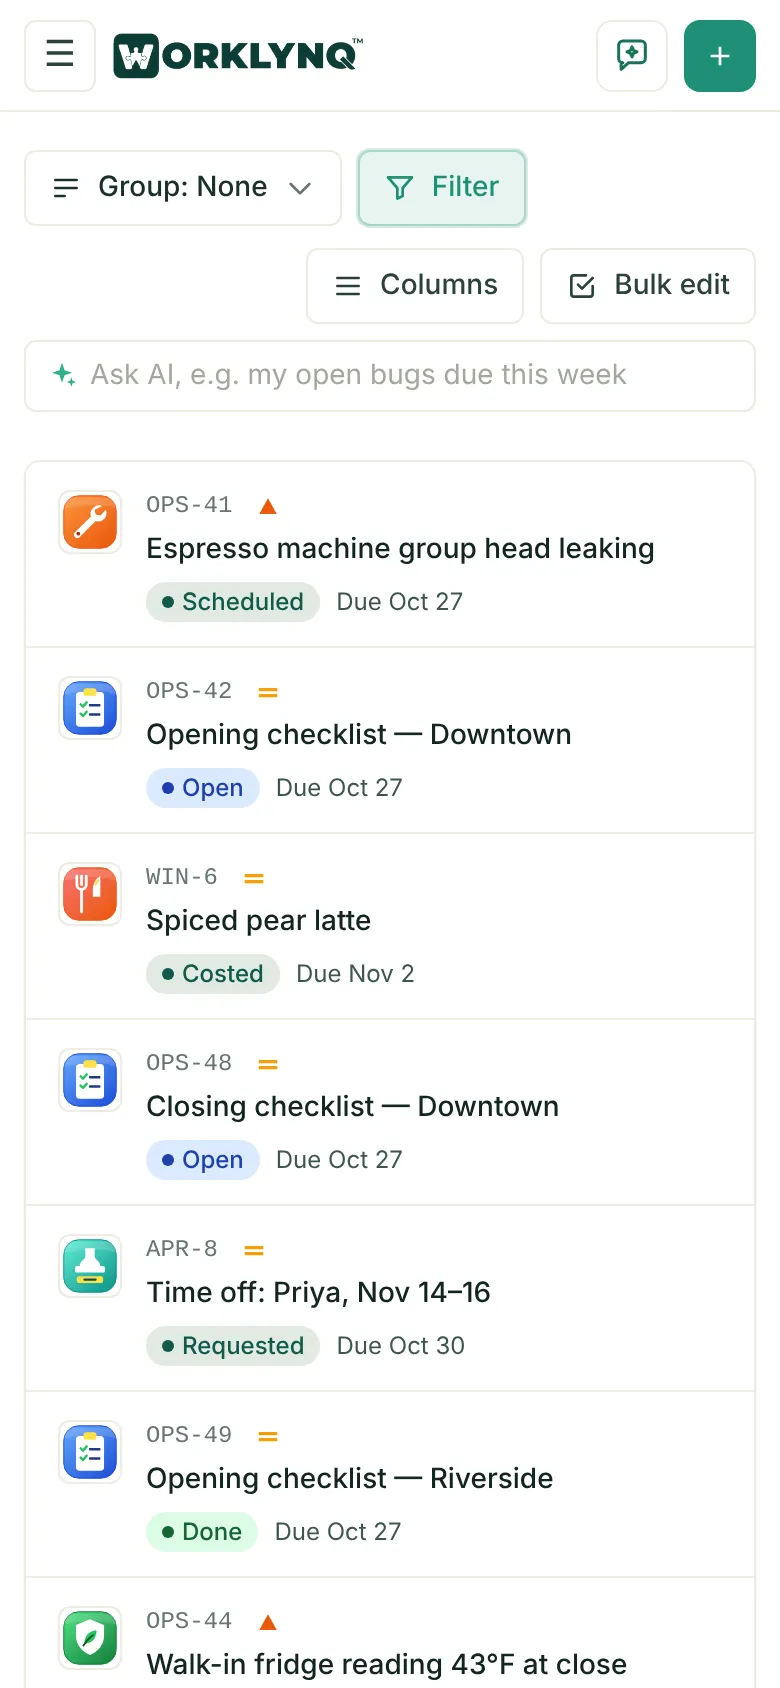 WORKLYNQ™
Group: None
Filter
Columns
Bulk edit
Ask AI, e.g. my open bugs due this week
OPS-41
Espresso machine group head leaking
Scheduled Due Oct 27
OPS-42
Opening checklist — Downtown
Open Due Oct 27
WIN-6
Spiced pear latte
Costed Due Nov 2
OPS-48
Closing checklist — Downtown
Open Due Oct 27
APR-8
Time off: Priya, Nov 14–16
Requested Due Oct 30
OPS-49
Opening checklist — Riverside
Done Due Oct 27
OPS-44
Walk-in fridge reading 43°F at close